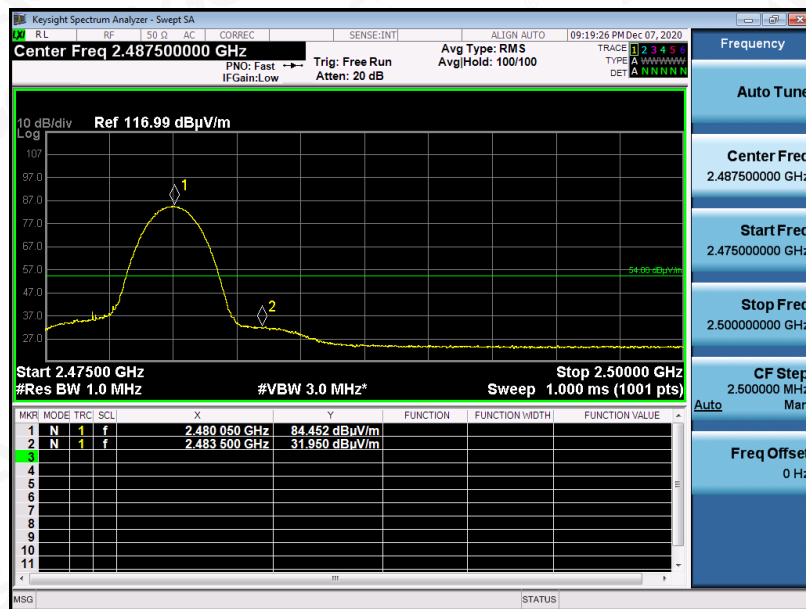 Keysight Spectrum Analyzer - Swept SA
LXI RL RF 50 Ω AC CORREC SENSE:INT ALIGN AUTO 09:19:26 PM Dec 07, 2020
Center Freq 2.487500000 GHz
PNO: Fast
IFGain:Low
Trig: Free Run
Atten: 20 dB
Avg Type: RMS
Avg|Hold: 100/100
TRACE 1 2 3 4 5 6
TYPE A WWWWW
DET A N N N N N
10 dB/div Ref 116.99 dBµV/m
Log
107
97.0
87.0
77.0
67.0
57.0
47.0
37.0
27.0
1
2
54.00 dBµV/m
Start 2.47500 GHz Stop 2.50000 GHz
#Res BW 1.0 MHz #VBW 3.0 MHz* Sweep 1.000 ms (1001 pts)
MKR MODE TRC SCL X Y FUNCTION FUNCTION WIDTH FUNCTION VALUE
1 N 1 f 2.480 050 GHz 84.452 dBµV/m
2 N 1 f 2.483 500 GHz 31.950 dBµV/m
3
4
5
6
7
8
9
10
11
MSG STATUS
Frequency
Auto Tune
Center Freq
2.487500000 GHz
Start Freq
2.475000000 GHz
Stop Freq
2.500000000 GHz
CF Step
2.500000 MHz
Auto Man
Freq Offset
0 Hz